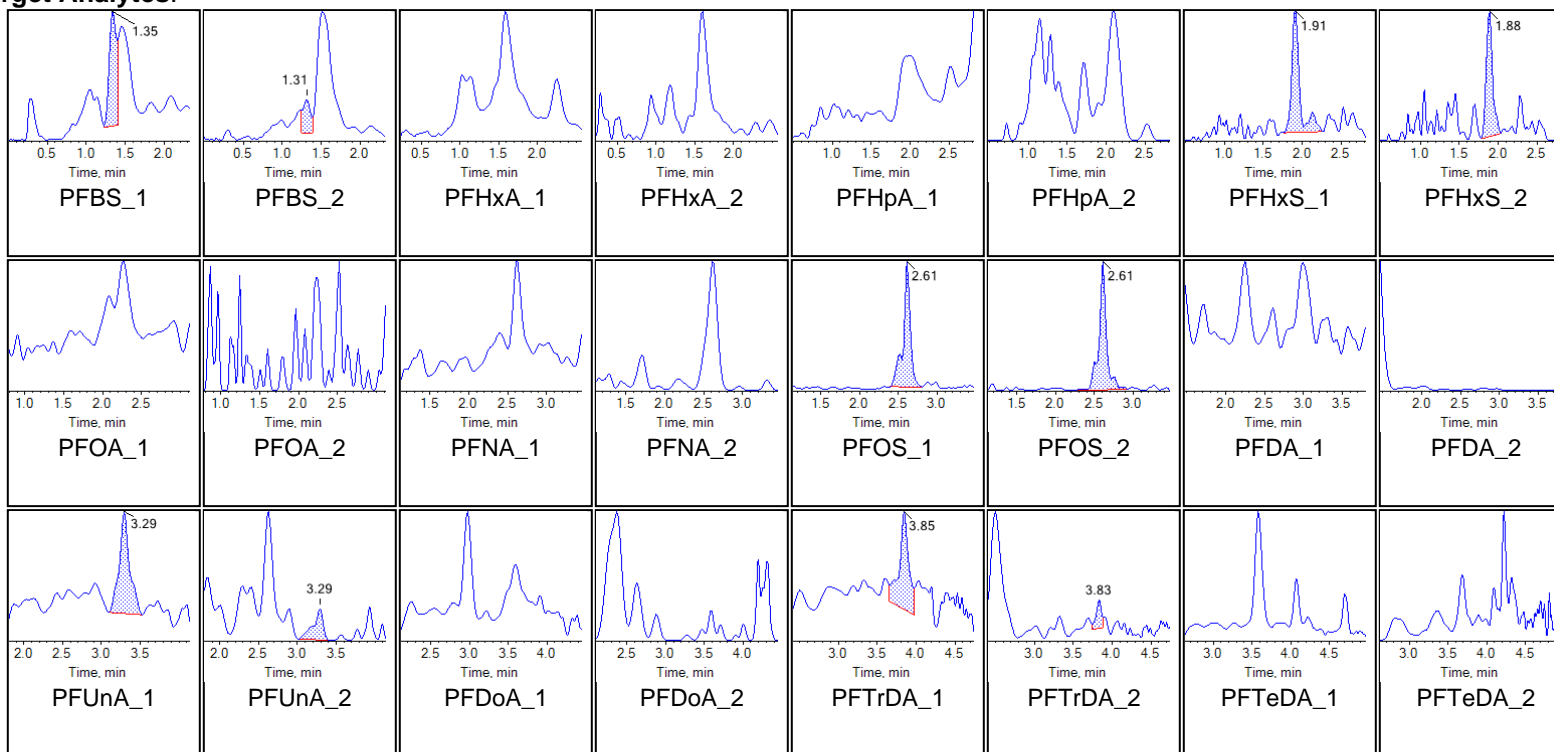 rget Analytes:
1.35
0.5 1.0 1.5 2.0
Time, min
PFBS_1
1.31
0.5 1.0 1.5 2.0
Time, min
PFBS_2
0.5 1.0 1.5 2.0
Time, min
PFHxA_1
0.5 1.0 1.5 2.0
Time, min
PFHxA_2
1.0 1.5 2.0 2.5
Time, min
PFHpA_1
1.0 1.5 2.0 2.5
Time, min
PFHpA_2
1.91
1.0 1.5 2.0 2.5
Time, min
PFHxS_1
1.88
1.0 1.5 2.0 2.5
Time, min
PFHxS_2
1.0 1.5 2.0 2.5
Time, min
PFOA_1
1.0 1.5 2.0 2.5
Time, min
PFOA_2
1.5 2.0 2.5 3.0
Time, min
PFNA_1
1.5 2.0 2.5 3.0
Time, min
PFNA_2
2.61
1.5 2.0 2.5 3.0
Time, min
PFOS_1
2.61
1.5 2.0 2.5 3.0
Time, min
PFOS_2
2.0 2.5 3.0 3.5
Time, min
PFDA_1
2.0 2.5 3.0 3.5
Time, min
PFDA_2
3.29
2.0 2.5 3.0 3.5
Time, min
PFUnA_1
3.29
2.0 2.5 3.0 3.5
Time, min
PFUnA_2
2.5 3.0 3.5 4.0
Time, min
PFDoA_1
2.5 3.0 3.5 4.0
Time, min
PFDoA_2
3.85
3.0 3.5 4.0 4.5
Time, min
PFTrDA_1
3.83
3.0 3.5 4.0 4.5
Time, min
PFTrDA_2
3.0 3.5 4.0 4.5
Time, min
PFTeDA_1
3.0 3.5 4.0 4.5
Time, min
PFTeDA_2